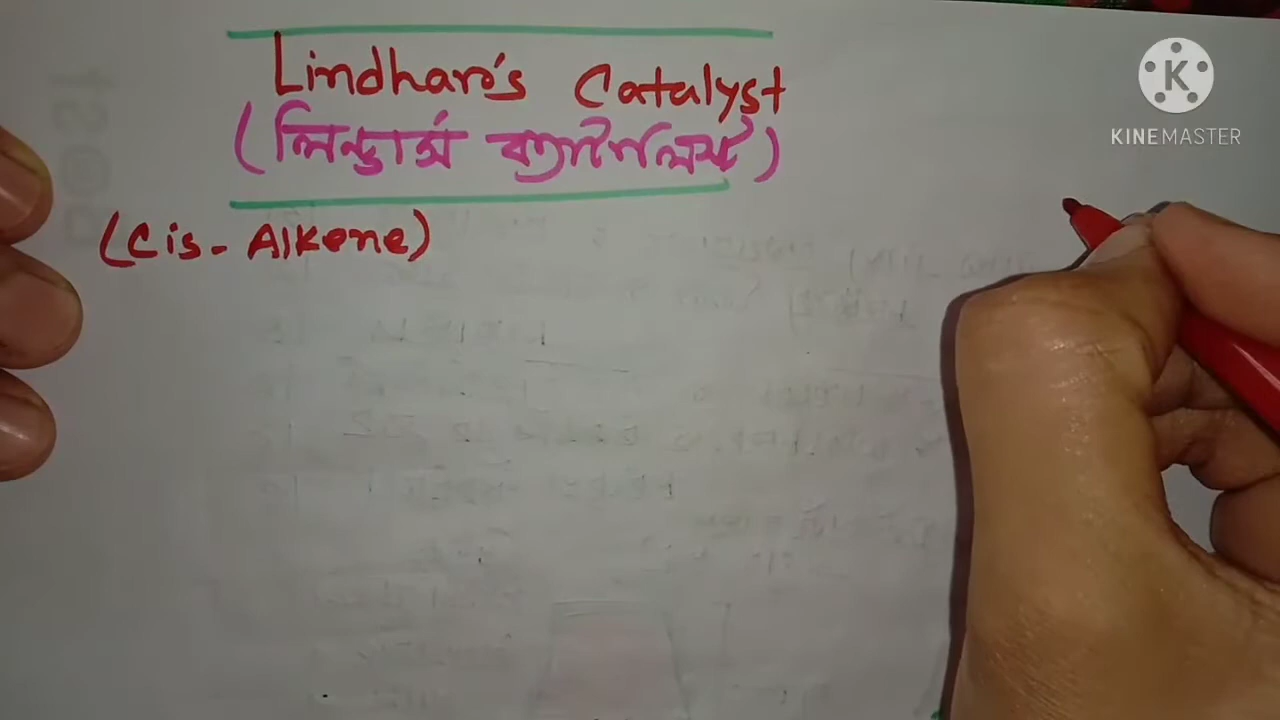 Lindhar's Catalyst
(লিন্ডার্স ক্যাটালিস্ট)
(Cis - Alkene)
K
KINEMASTER